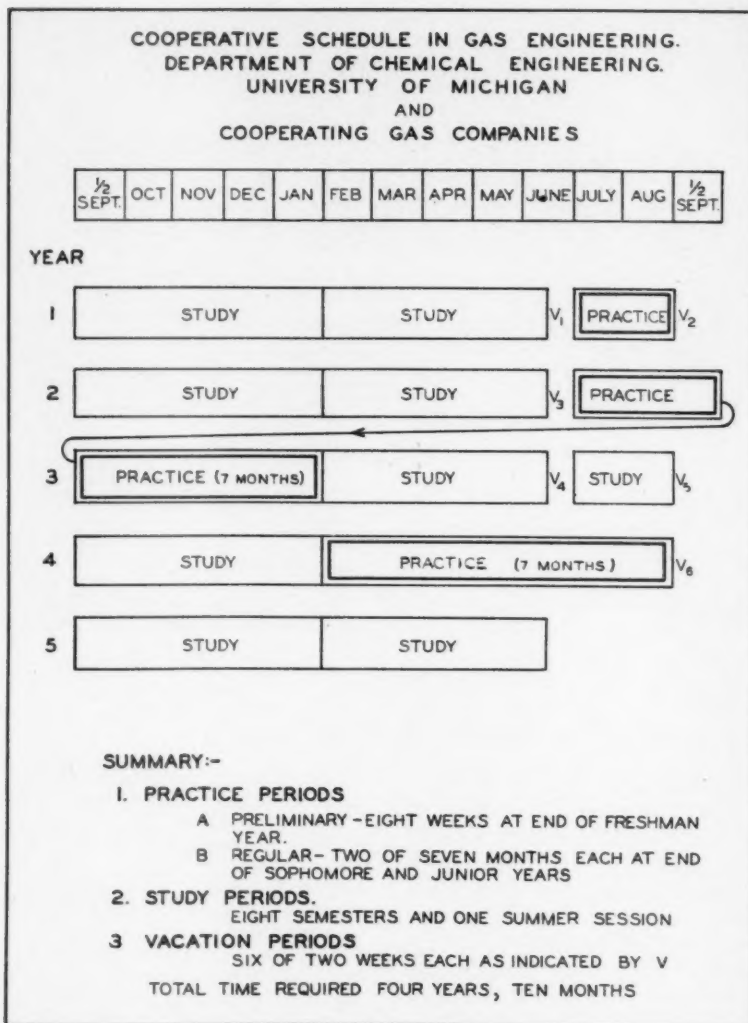 COOPERATIVE SCHEDULE IN GAS ENGINEERING.
DEPARTMENT OF CHEMICAL ENGINEERING.
UNIVERSITY OF MICHIGAN
AND
COOPERATING GAS COMPANIES
1/2 SEPT. OCT NOV DEC JAN FEB MAR APR MAY JUNE JULY AUG 1/2 SEPT.
YEAR
1 STUDY STUDY V1 PRACTICE V2
2 STUDY STUDY V3 PRACTICE
3 PRACTICE (7 MONTHS) STUDY V4 STUDY V5
4 STUDY PRACTICE (7 MONTHS) V6
5 STUDY STUDY
SUMMARY:-
1. PRACTICE PERIODS
A PRELIMINARY-EIGHT WEEKS AT END OF FRESHMAN
YEAR.
B REGULAR-TWO OF SEVEN MONTHS EACH AT END
OF SOPHOMORE AND JUNIOR YEARS
2. STUDY PERIODS.
EIGHT SEMESTERS AND ONE SUMMER SESSION
3 VACATION PERIODS
SIX OF TWO WEEKS EACH AS INDICATED BY V
TOTAL TIME REQUIRED FOUR YEARS, TEN MONTHS